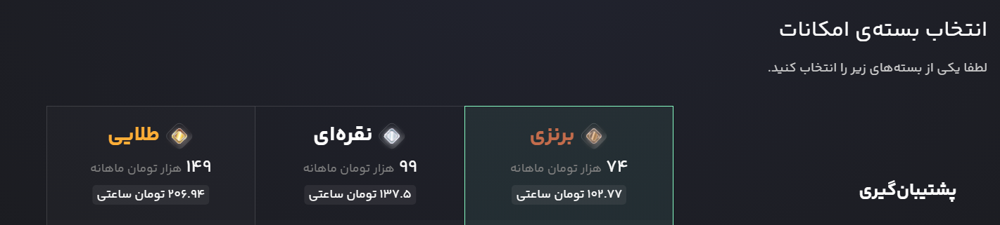 انتخاب بسته‌ی امکانات
لطفا یکی از بسته‌های زیر را انتخاب کنید.
برنزی
۷۴ هزار تومان ماهانه
۱۰۲.۷۷ تومان ساعتی
نقره‌ای
۹۹ هزار تومان ماهانه
۱۳۷.۵ تومان ساعتی
طلایی
۱۴۹ هزار تومان ماهانه
۲۰۶.۹۴ تومان ساعتی
پشتیبان‌گیری